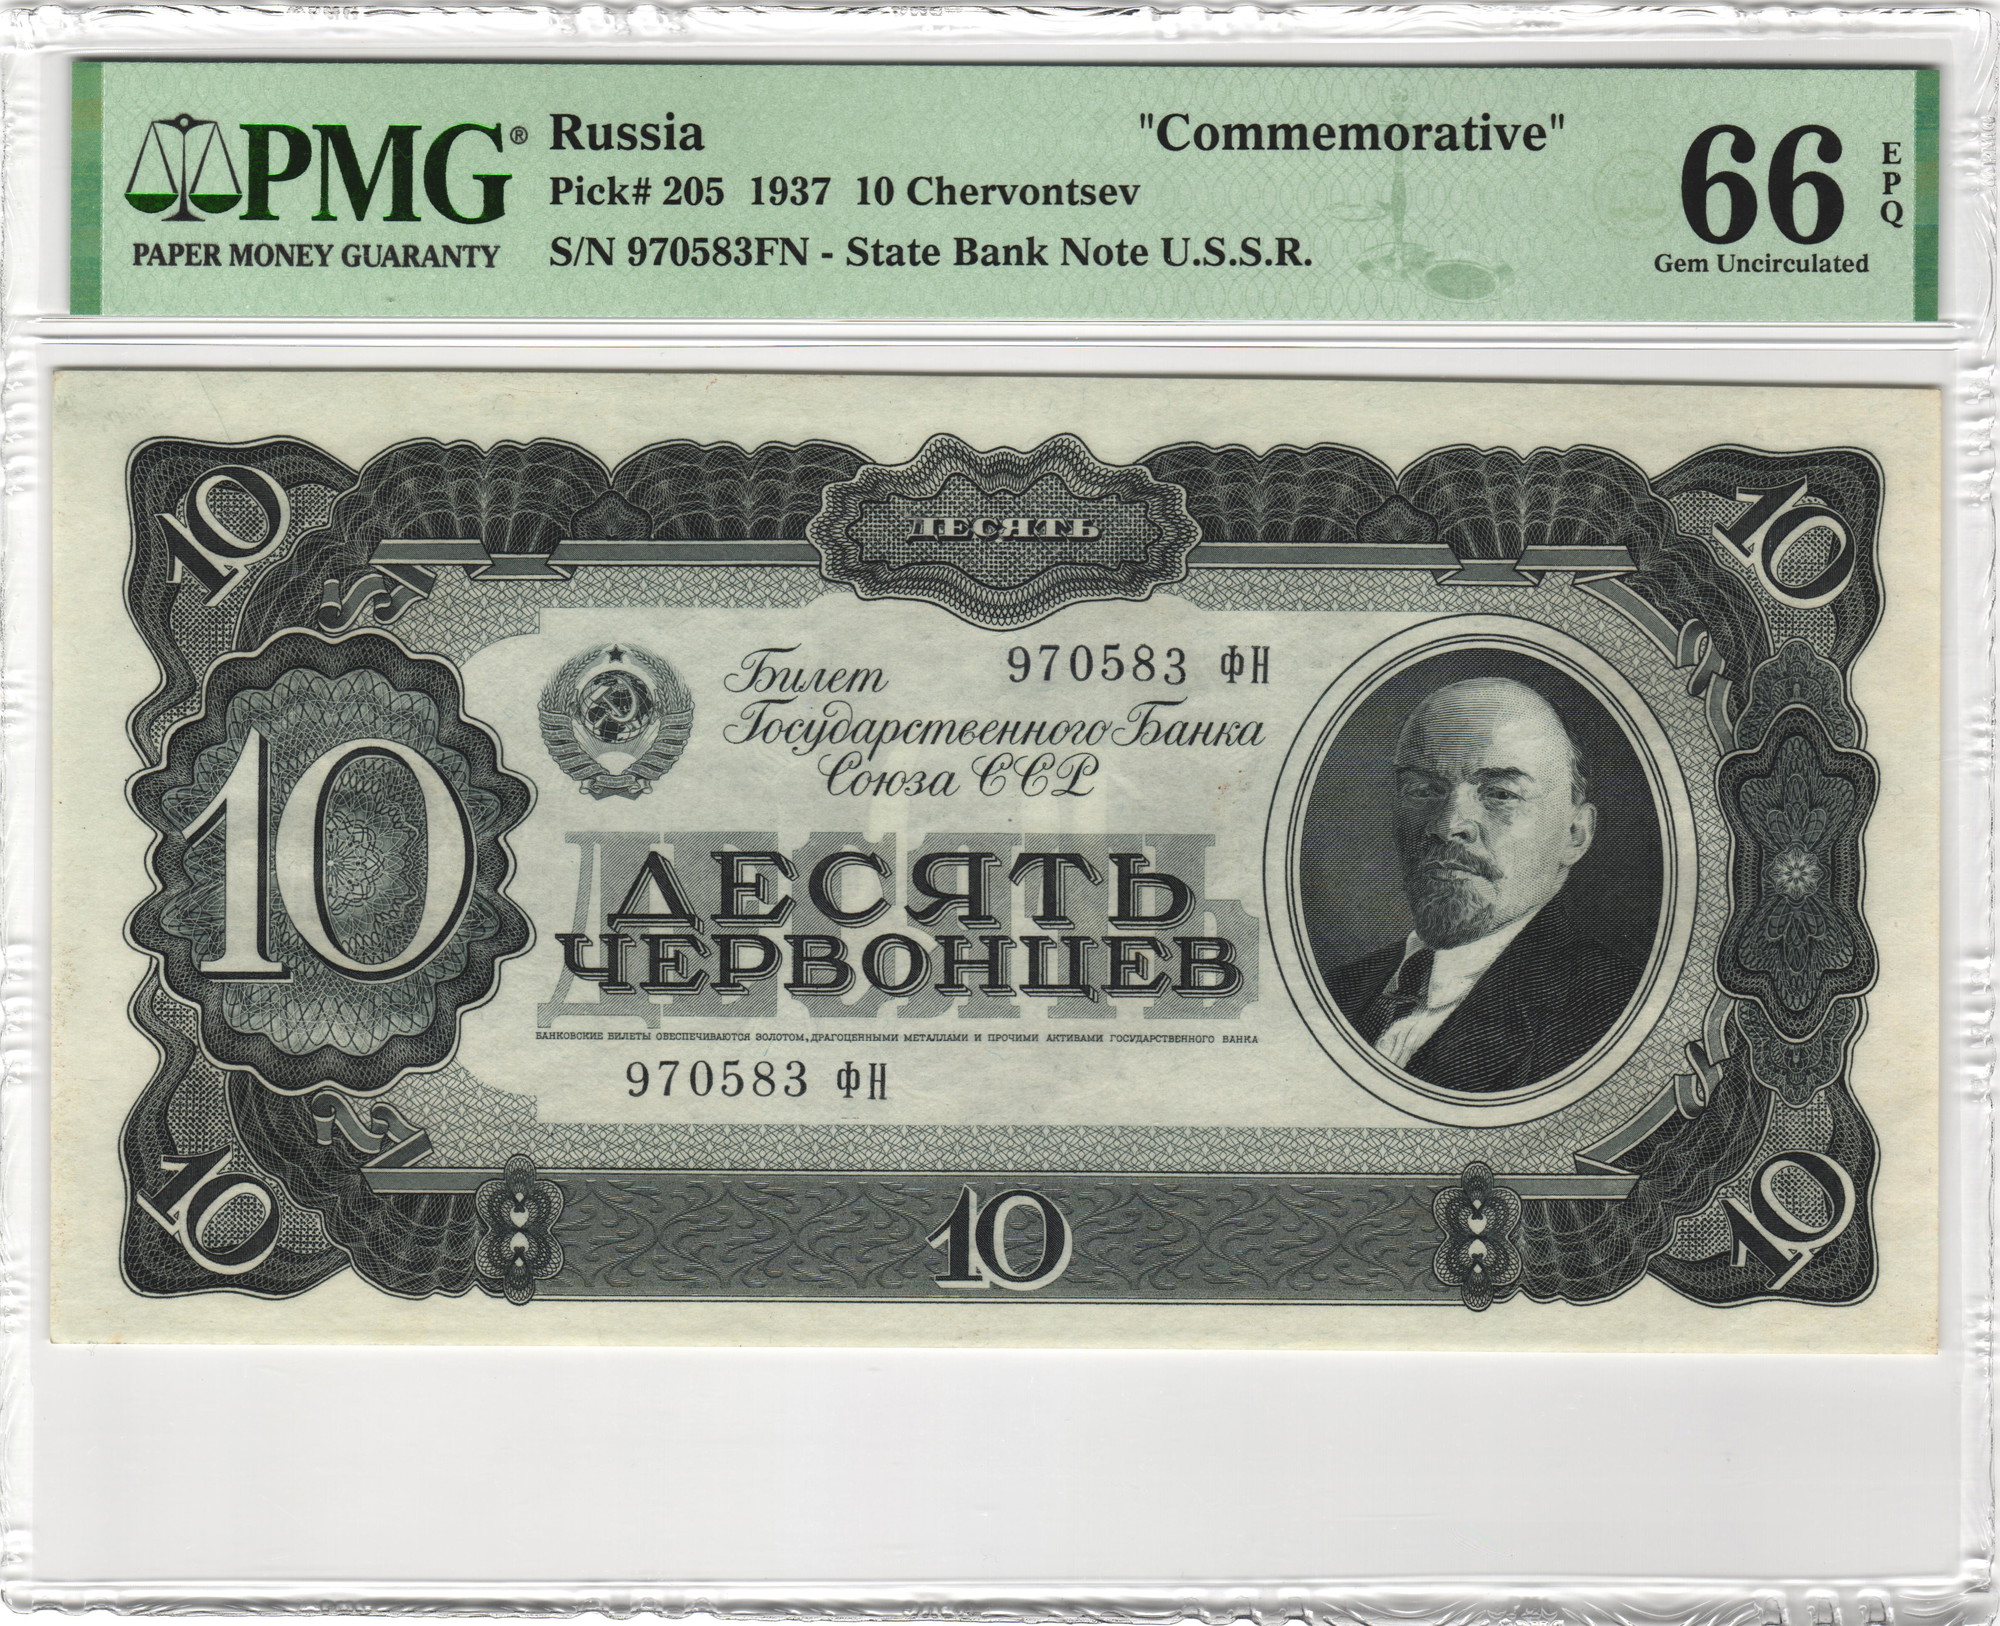 PMG®
PAPER MONEY GUARANTY
Russia "Commemorative"
Pick# 205 1937 10 Chervontsev
S/N 970583FN - State Bank Note U.S.S.R.
66
EPQ
Gem Uncirculated
10
ДЕСЯТЬ
10
970583 ФН
Билет
Государственного Банка
Союза ССР
10
ДЕСЯТЬ
ДЕСЯТЬ
ЧЕРВОНЦЕВ
БАНКОВСКИЕ БИЛЕТЫ ОБЕСПЕЧИВАЮТСЯ ЗОЛОТОМ, ДРАГОЦЕННЫМИ МЕТАЛЛАМИ И ПРОЧИМИ АКТИВАМИ ГОСУДАРСТВЕННОГО БАНКА
970583 ФН
10
10
10